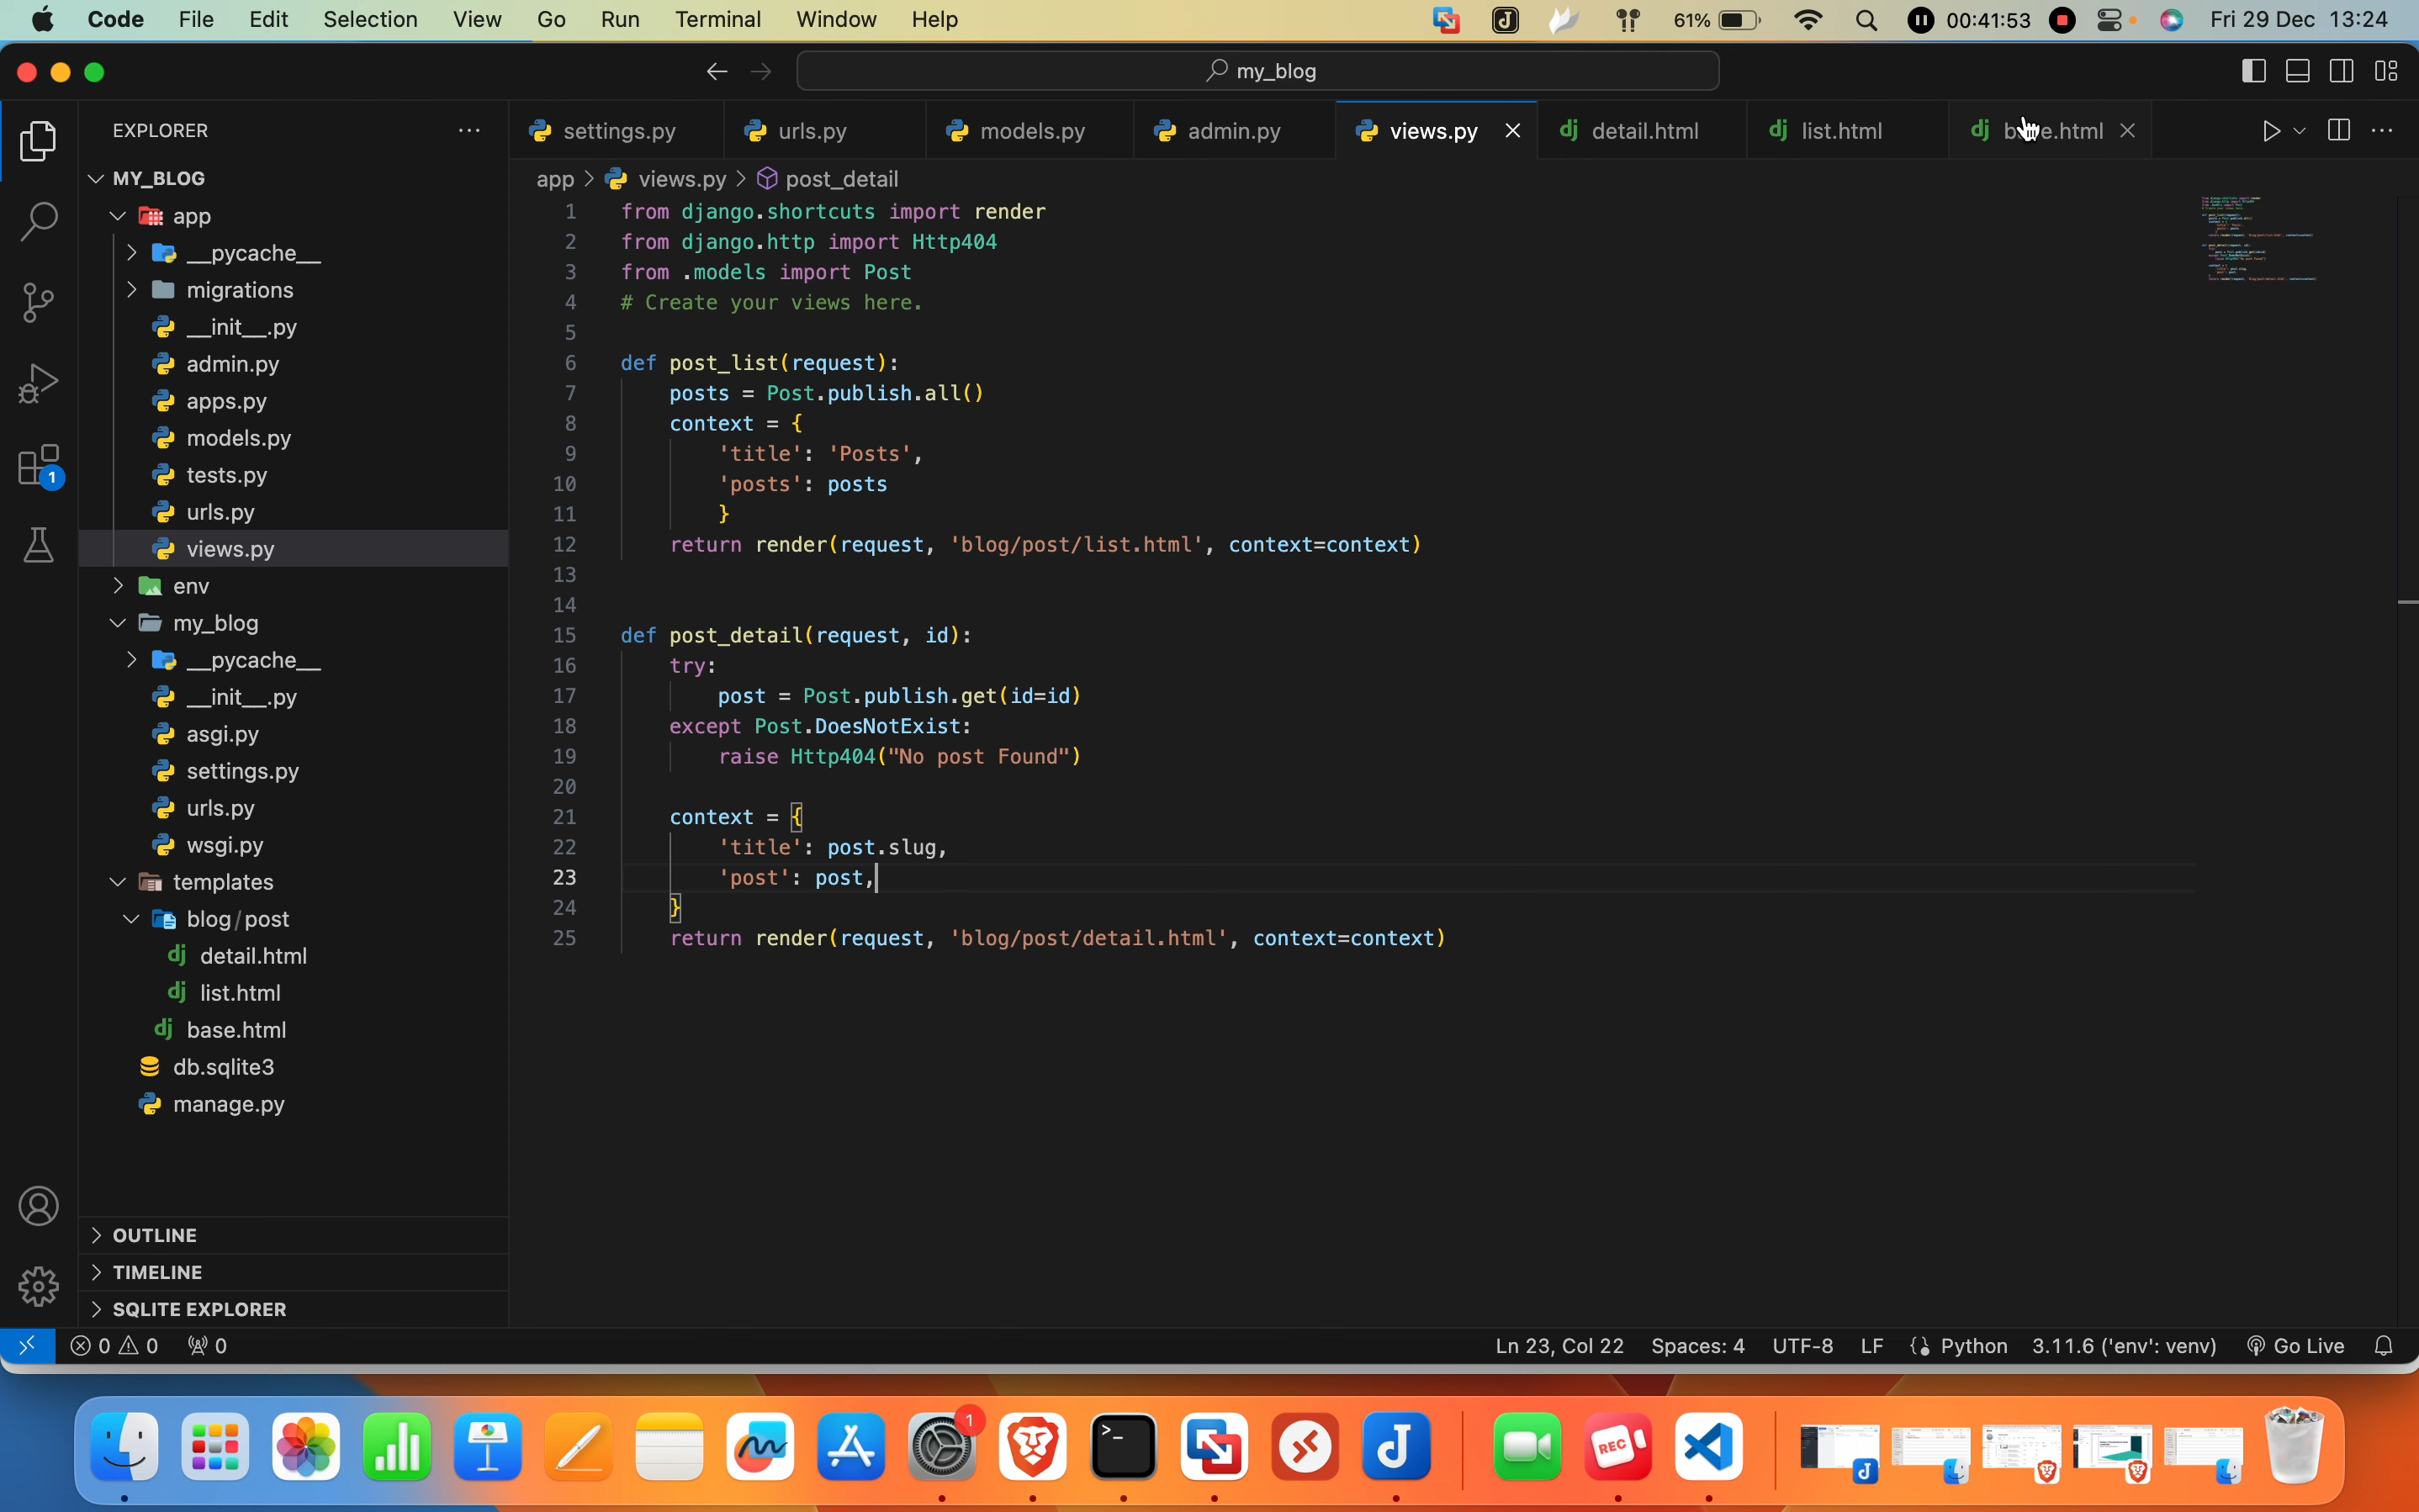 Code File Edit Selection View Go Run Terminal Window Help 61% 00:41:53 Fri 29 Dec 13:24
my_blog
EXPLORER
settings.py urls.py models.py admin.py views.py detail.html list.html
MY_BLOG
app > views.py > post_detail
app
__pycache__
migrations
__init__.py
admin.py
apps.py
models.py
tests.py
urls.py
views.py
env
my_blog
__pycache__
__init__.py
asgi.py
settings.py
urls.py
wsgi.py
templates
blog/post
detail.html
list.html
base.html
db.sqlite3
manage.py
OUTLINE
TIMELINE
SQLITE EXPLORER
1
1 from django.shortcuts import render
2 from django.http import Http404
3 from .models import Post
4 # Create your views here.
5
6 def post_list(request):
7 posts = Post.publish.all()
8 context = {
9 'title': 'Posts',
10 'posts': posts
11 }
12 return render(request, 'blog/post/list.html', context=context)
13
14
15 def post_detail(request, id):
16 try:
17 post = Post.publish.get(id=id)
18 except Post.DoesNotExist:
19 raise Http404("No post Found")
20
21 context = {
22 'title': post.slug,
23 'post': post,
24 }
25 return render(request, 'blog/post/detail.html', context=context)
0 0 0 Ln 23, Col 22 Spaces: 4 UTF-8 LF Python 3.11.6 ('env': venv) Go Live
1
REC